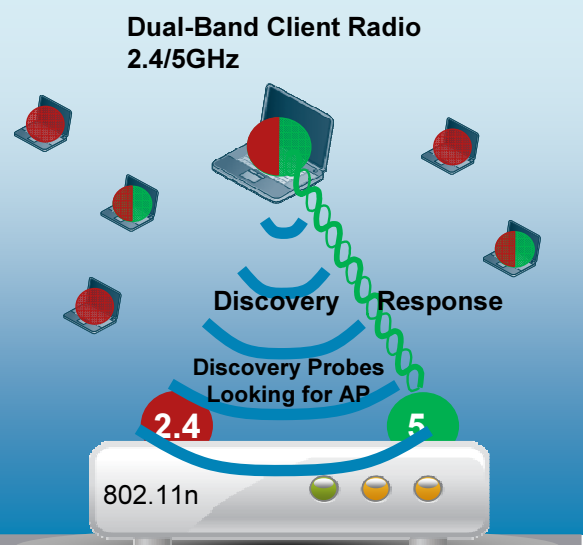 Dual-Band Client Radio
2.4/5GHz
Discovery Response
Discovery Probes
Looking for AP
2.4 5
802.11n